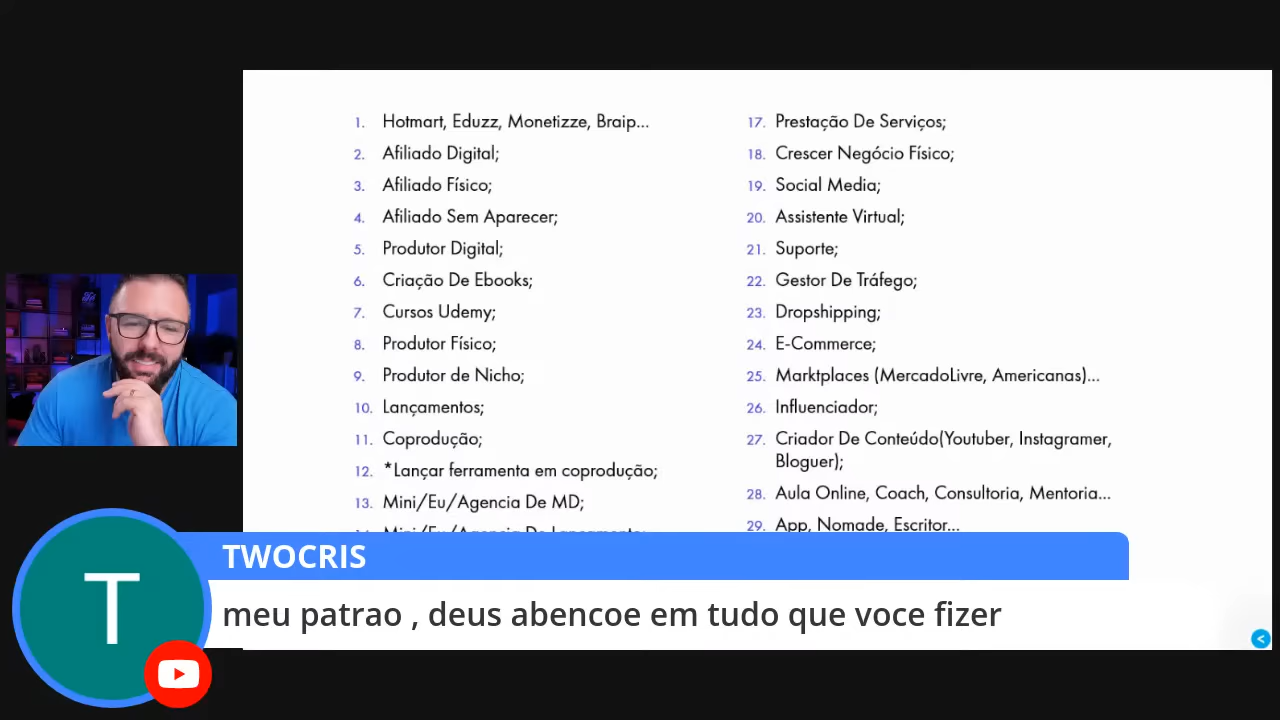 1. Hotmart, Eduzz, Monetizze, Braip...
2. Afiliado Digital;
3. Afiliado Físico;
4. Afiliado Sem Aparecer;
5. Produtor Digital;
6. Criação De Ebooks;
7. Cursos Udemy;
8. Produtor Físico;
9. Produtor de Nicho;
10. Lançamentos;
11. Coprodução;
12. *Lançar ferramenta em coprodução;
13. Mini/Eu/Agencia De MD;
17. Prestação De Serviços;
18. Crescer Negócio Físico;
19. Social Media;
20. Assistente Virtual;
21. Suporte;
22. Gestor De Tráfego;
23. Dropshipping;
24. E-Commerce;
25. Marktplaces (MercadoLivre, Americanas)...
26. Influenciador;
27. Criador De Conteúdo(Youtuber, Instagramer,
Bloguer);
28. Aula Online, Coach, Consultoria, Mentoria...
29. App, Nomade, Escritor...
T
TWOCRIS
meu patrao , deus abencoe em tudo que voce fizer